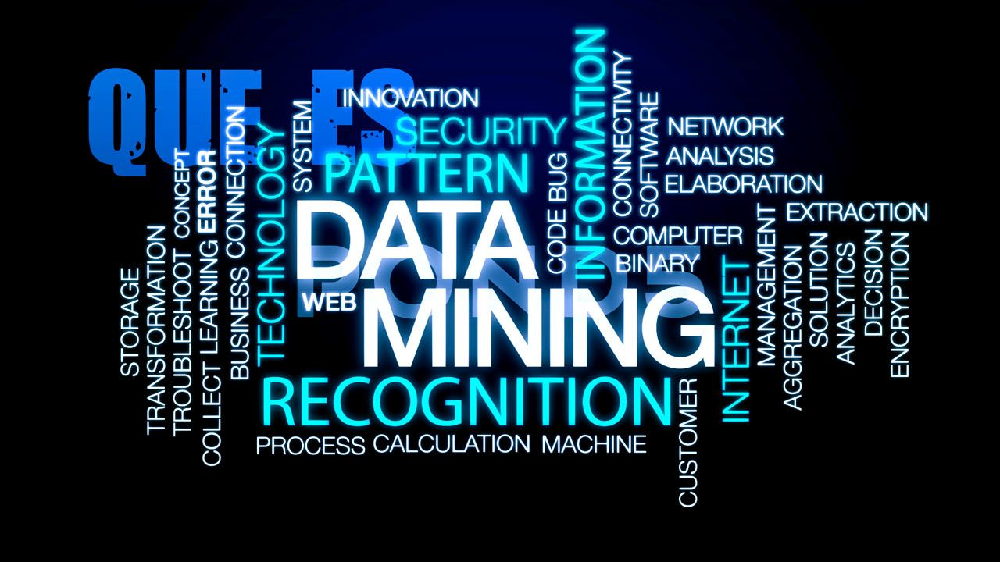 QUE ES
INNOVATION
SECURITY
PATTERN
SYSTEM
DATA
POND5
WEB
MINING
RECOGNITION
PROCESS CALCULATION MACHINE
STORAGE
TRANSFORMATION
TROUBLESHOOT CONCEPT
COLLECT LEARNING ERROR
BUSINESS CONNECTION
TECHNOLOGY
CODE BUG
INFORMATION
CONNECTIVITY
SOFTWARE
NETWORK
ANALYSIS
ELABORATION
COMPUTER
BINARY
EXTRACTION
CUSTOMER
INTERNET
MANAGEMENT
AGGREGATION
SOLUTION
ANALYTICS
DECISION
ENCRYPTION